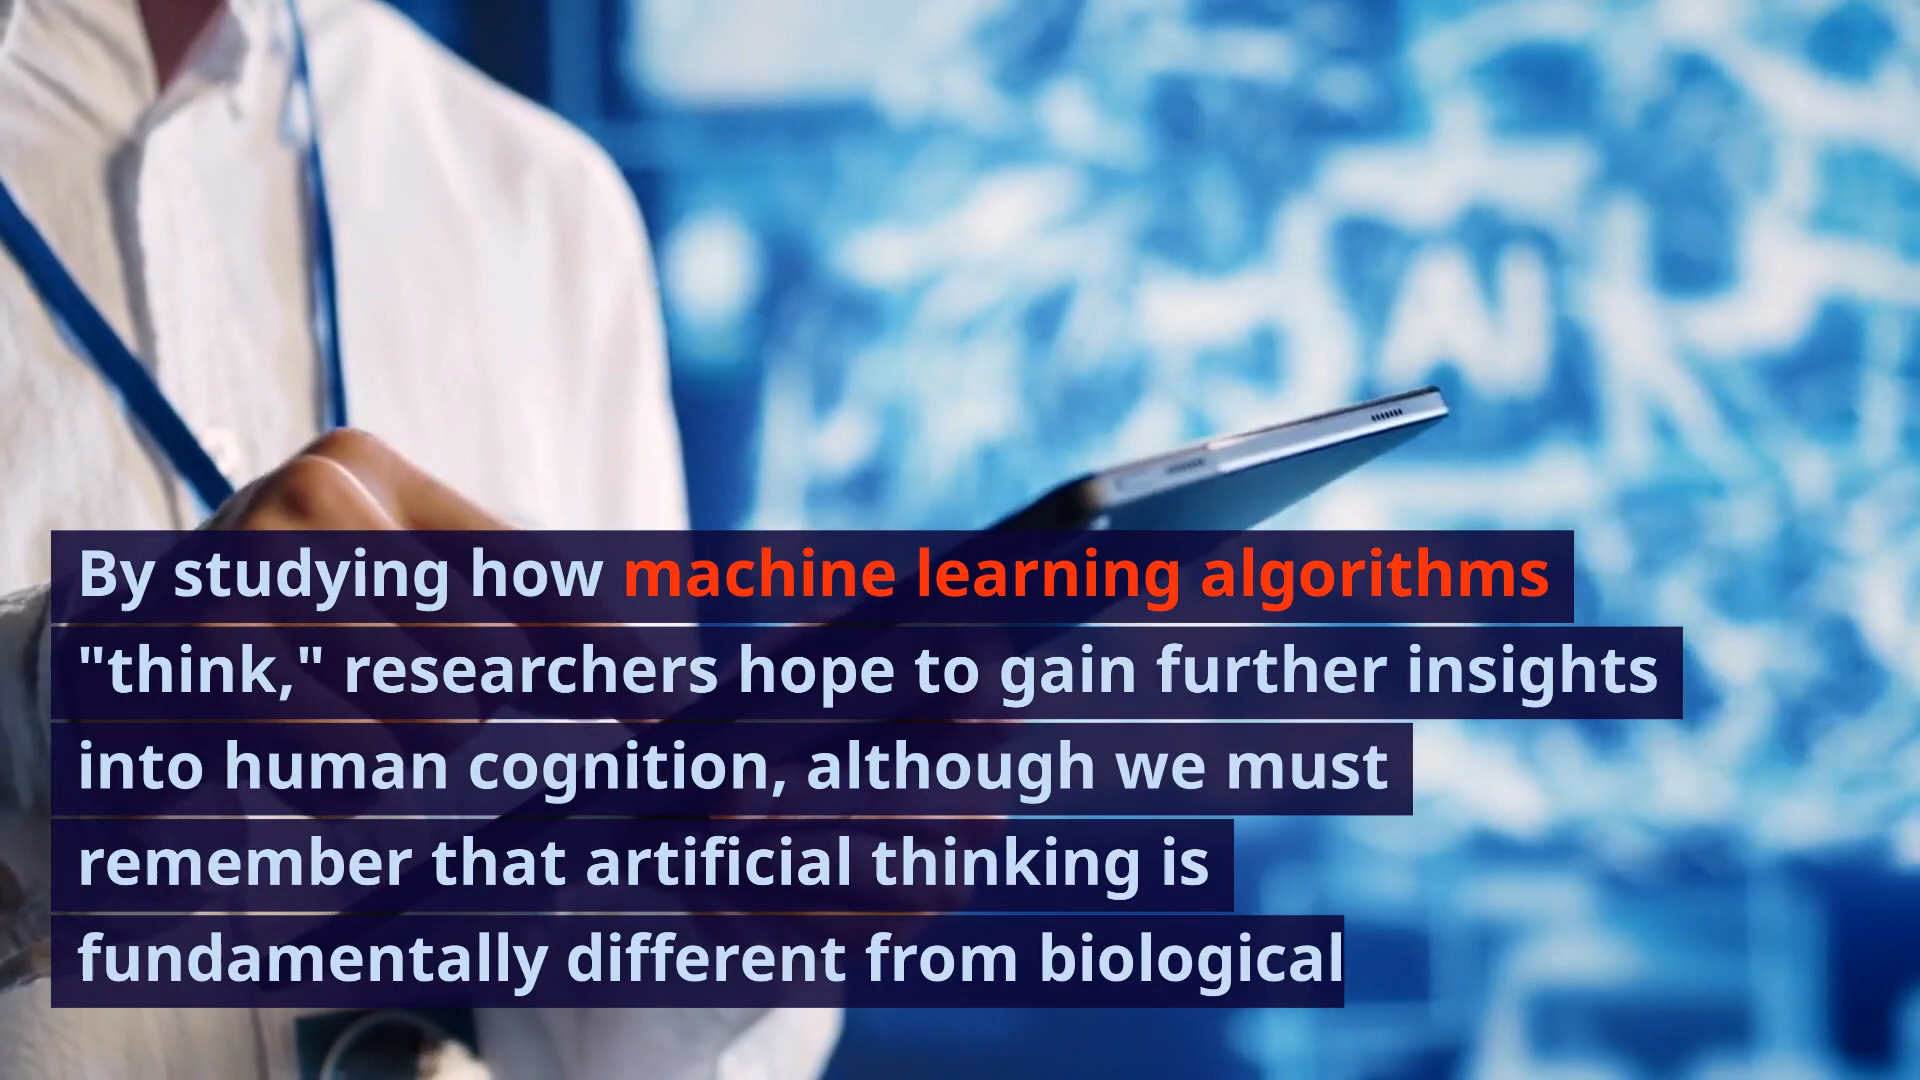 By studying how machine learning algorithms
"think," researchers hope to gain further insights
into human cognition, although we must
remember that artificial thinking is
fundamentally different from biological